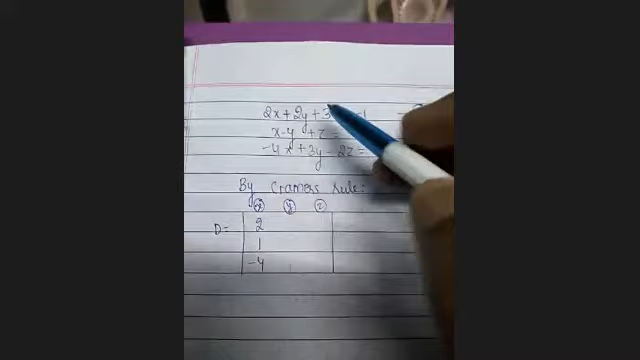 2x + 2y + 3
x - y + z =
-4x + 3y - 2z =
By Cramers rule:
x y z
D = 2
1
-4